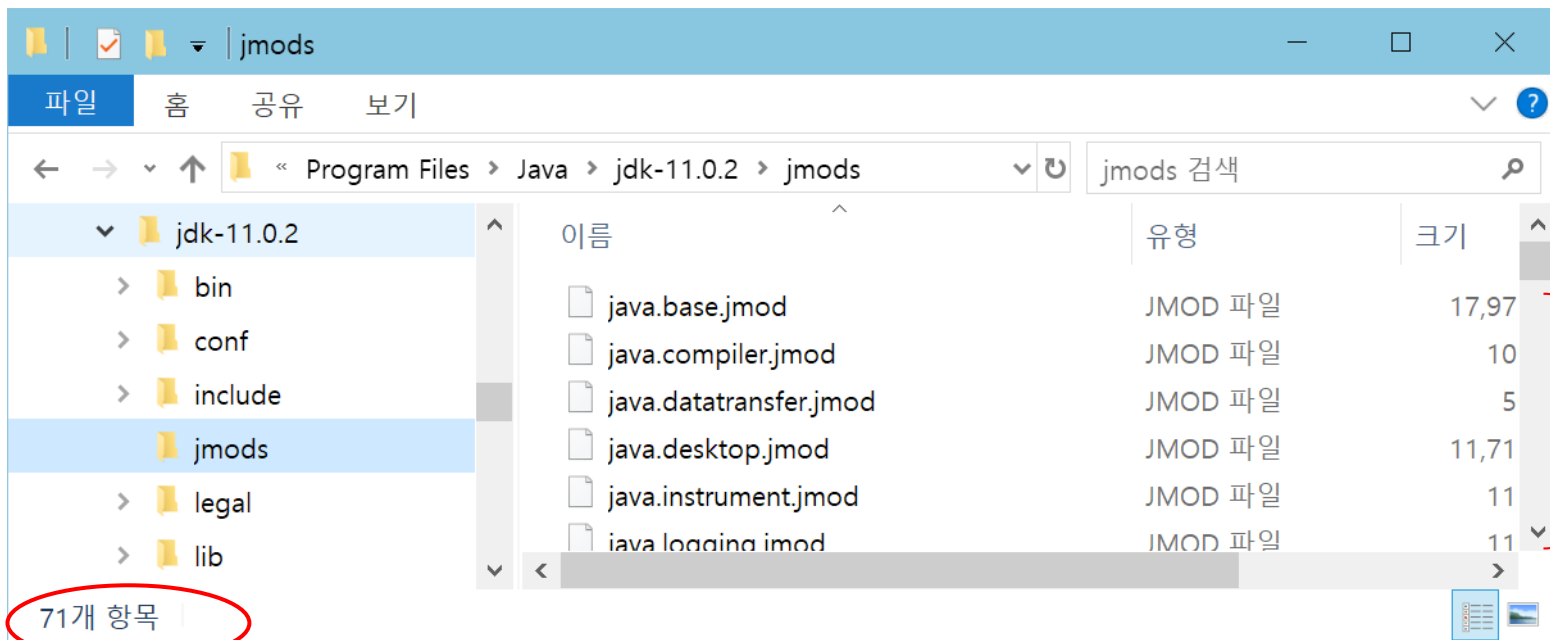 jmods
파일 홈 공유 보기
« Program Files > Java > jdk-11.0.2 > jmods
jmods 검색
jdk-11.0.2
bin
conf
include
jmods
legal
lib
이름 유형 크기
java.base.jmod JMOD 파일 17,97
java.compiler.jmod JMOD 파일 10
java.datatransfer.jmod JMOD 파일 5
java.desktop.jmod JMOD 파일 11,71
java.instrument.jmod JMOD 파일 11
java.logging.jmod JMOD 파일 11
71개 항목